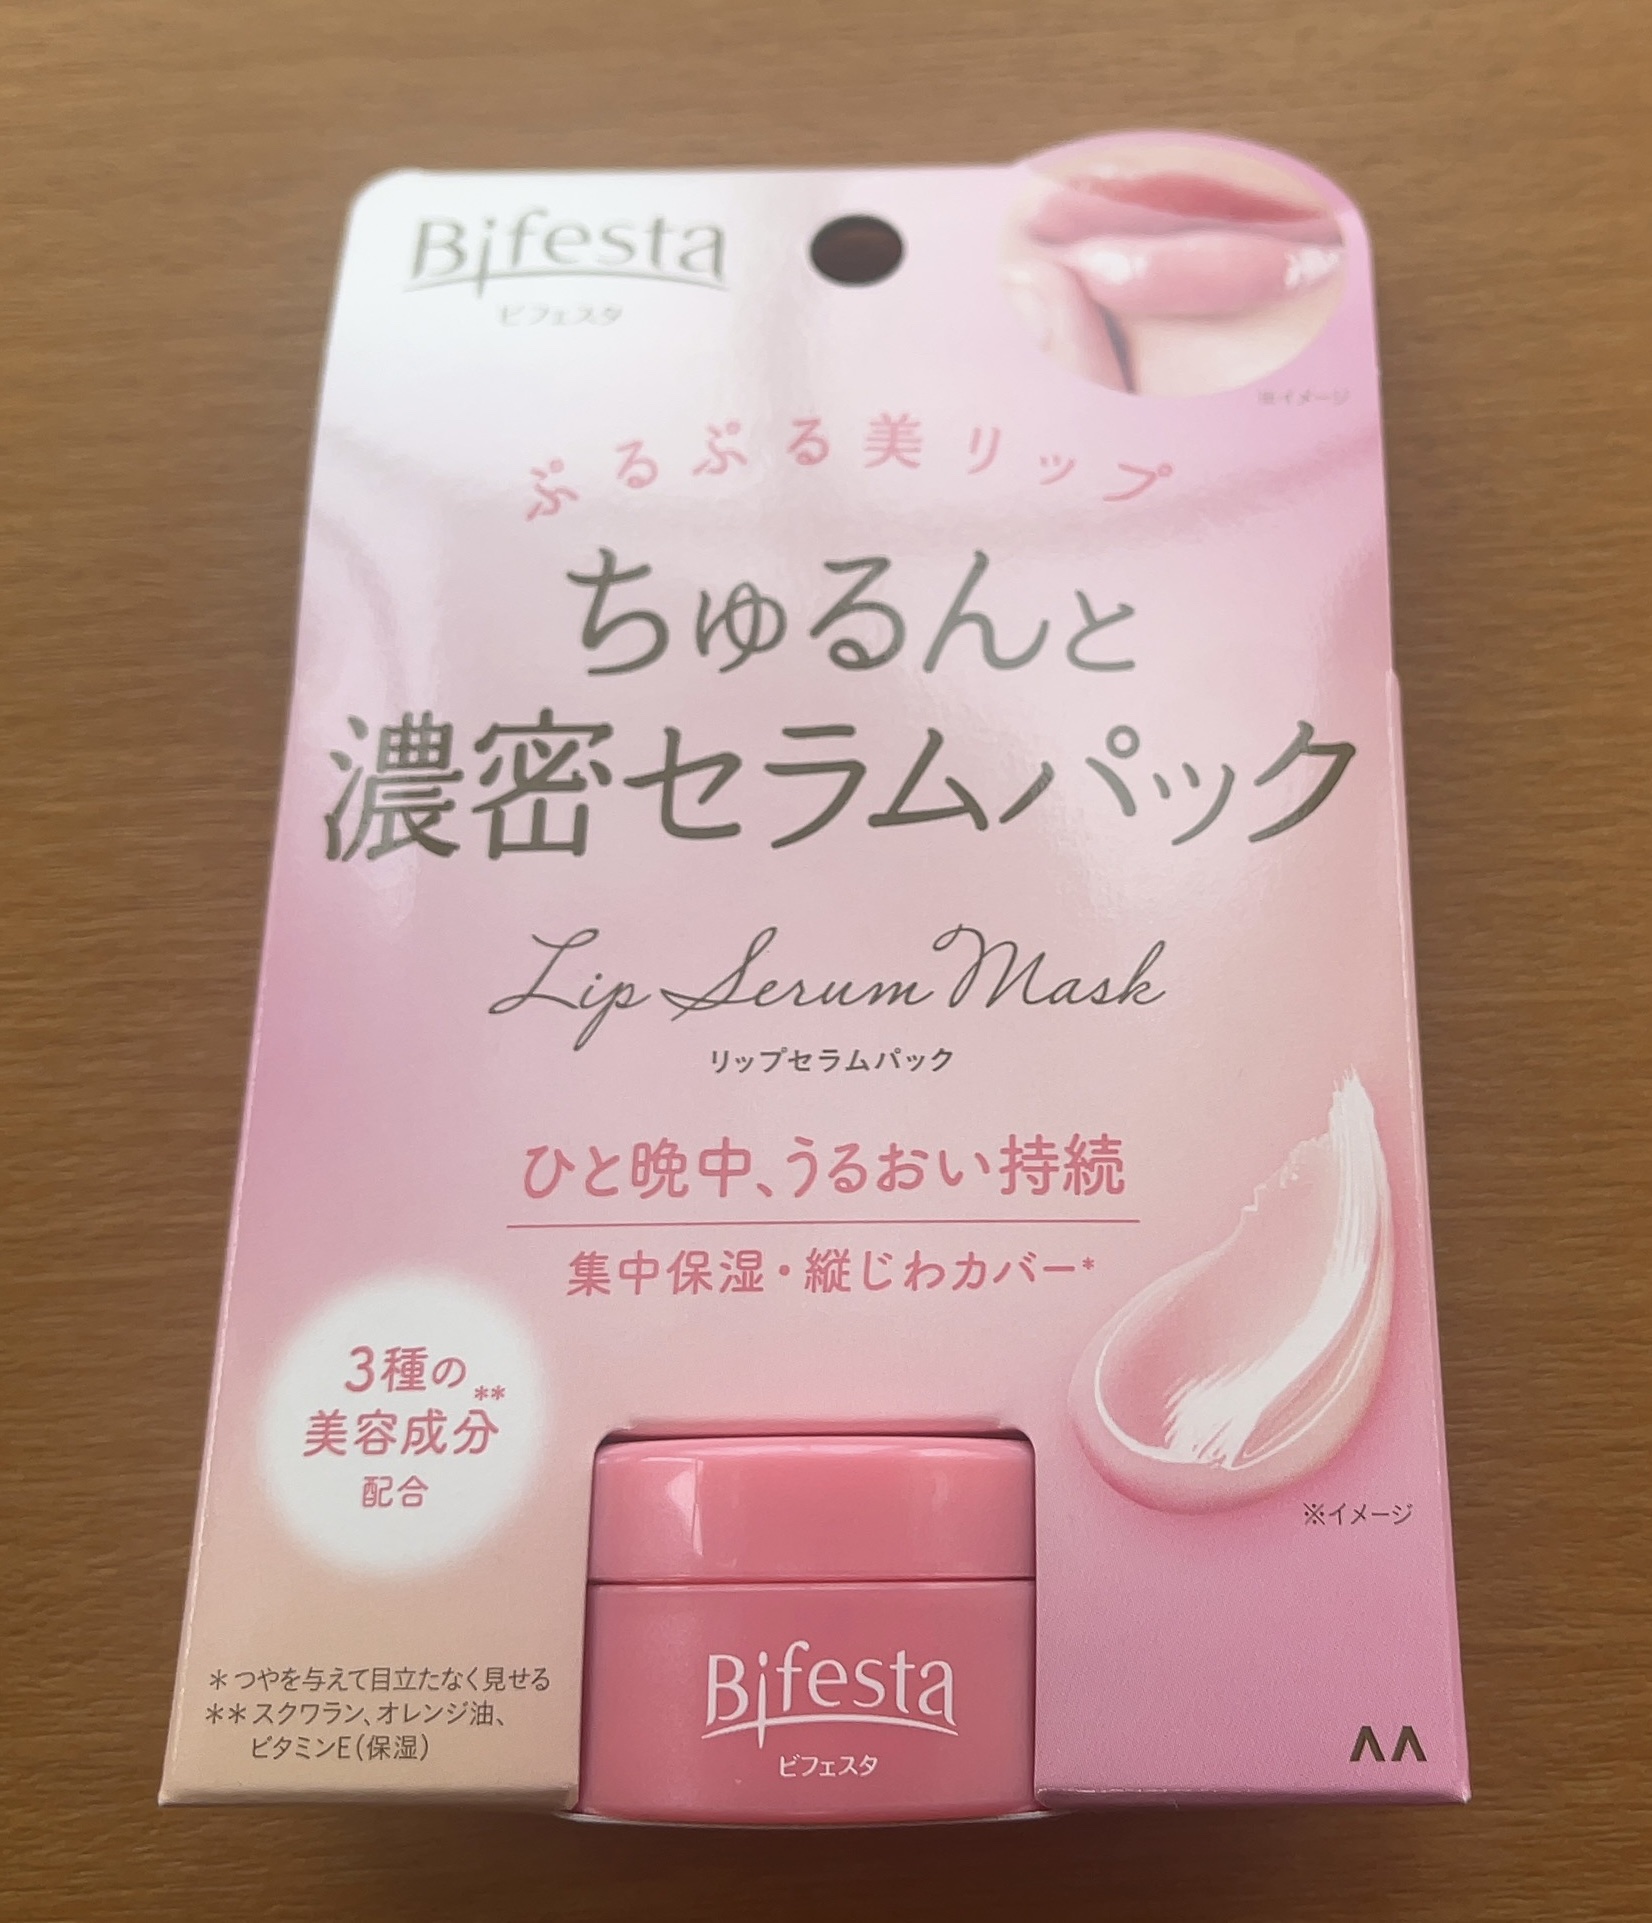 Bifesta
ビフェスタ
※イメージ
ぷるぷる美リップ
ちゅるんと
濃密セラムパック
Lip Serum Mask
リップセラムパック
ひと晩中、うるおい持続
集中保湿・縦じわカバー*
3種の
美容成分**
配合
※イメージ
＊つやを与えて目立たなく見せる
＊＊スクワラン、オレンジ油、
ビタミンE（保湿）
Bifesta
ビフェスタ